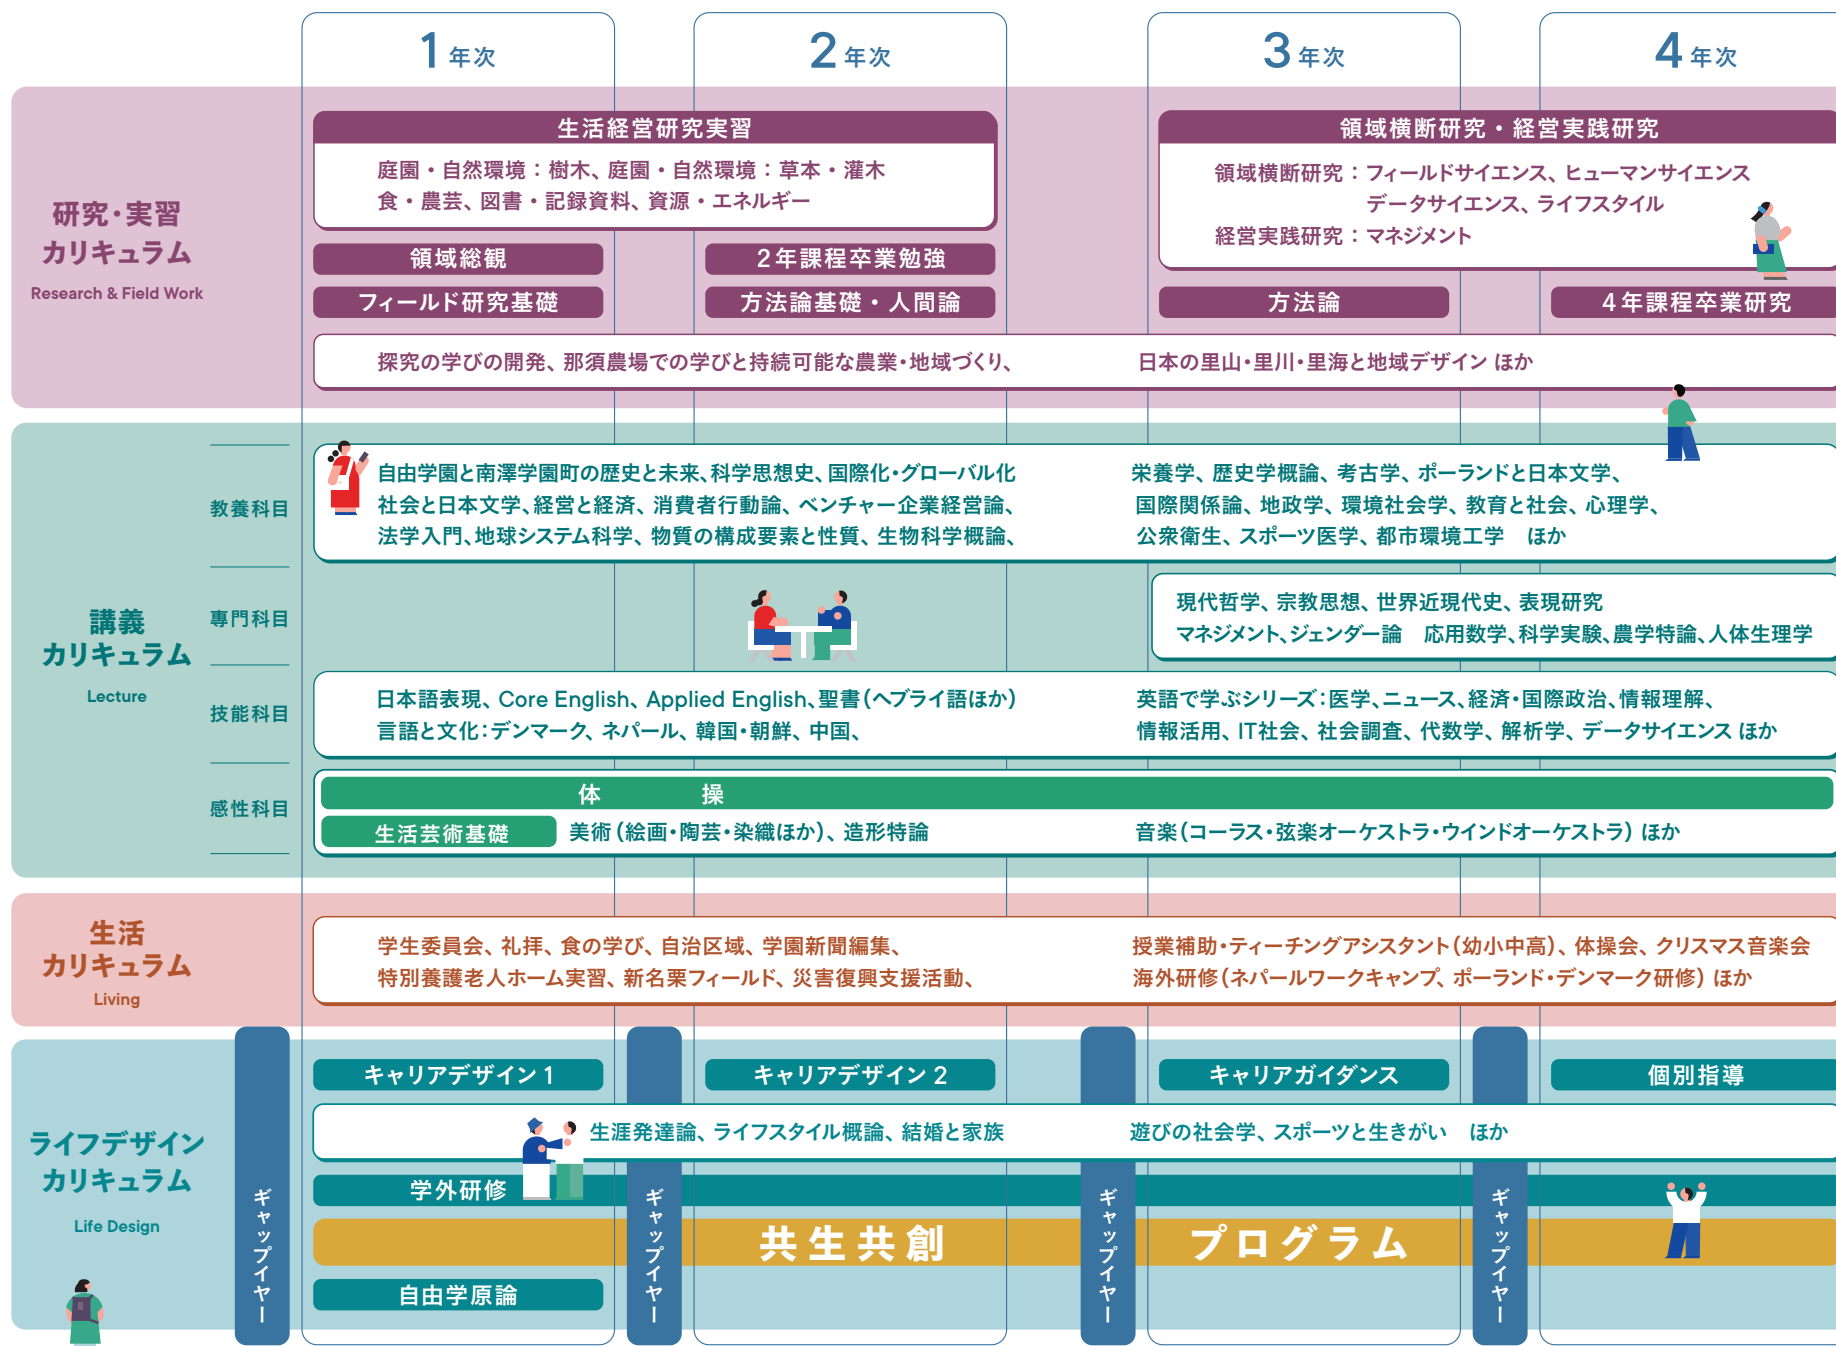 1年次
2年次
3年次
4年次
研究・実習
カリキュラム
Research & Field Work
生活経営研究実習
庭園・自然環境：樹木、庭園・自然環境：草本・灌木
食・農芸、図書・記録資料、資源・エネルギー
領域横断研究・経営実践研究
領域横断研究：フィールドサイエンス、ヒューマンサイエンス
データサイエンス、ライフスタイル
経営実践研究：マネジメント
領域総観
2年課程卒業勉強
フィールド研究基礎
方法論基礎・人間論
方法論
4年課程卒業研究
探究の学びの開発、那須農場での学びと持続可能な農業・地域づくり、
日本の里山・里川・里海と地域デザイン ほか
講義
カリキュラム
Lecture
教養科目
自由学園と南澤学園町の歴史と未来、科学思想史、国際化・グローバル化
社会と日本文学、経営と経済、消費者行動論、ベンチャー企業経営論、
法学入門、地球システム科学、物質の構成要素と性質、生物科学概論、
栄養学、歴史学概論、考古学、ポーランドと日本文学、
国際関係論、地政学、環境社会学、教育と社会、心理学、
公衆衛生、スポーツ医学、都市環境工学　ほか
専門科目
現代哲学、宗教思想、世界近現代史、表現研究
マネジメント、ジェンダー論　応用数学、科学実験、農学特論、人体生理学
技能科目
日本語表現、Core English、Applied English、聖書（ヘブライ語ほか）
言語と文化：デンマーク、ネパール、韓国・朝鮮、中国、
英語で学ぶシリーズ：医学、ニュース、経済・国際政治、情報理解、
情報活用、IT社会、社会調査、代数学、解析学、データサイエンス ほか
感性科目
体　操
生活芸術基礎
美術（絵画・陶芸・染織ほか）、造形特論
音楽（コーラス・弦楽オーケストラ・ウインドオーケストラ）ほか
生活
カリキュラム
Living
学生委員会、礼拝、食の学び、自治区域、学園新聞編集、
特別養護老人ホーム実習、新名栗フィールド、災害復興支援活動、
授業補助・ティーチングアシスタント（幼小中高）、体操会、クリスマス音楽会
海外研修（ネパールワークキャンプ、ポーランド・デンマーク研修）ほか
ライフデザイン
カリキュラム
Life Design
ギャップイヤー
キャリアデザイン 1
ギャップイヤー
キャリアデザイン 2
ギャップイヤー
キャリアガイダンス
ギャップイヤー
個別指導
生涯発達論、ライフスタイル概論、結婚と家族
遊びの社会学、スポーツと生きがい　ほか
学外研修
共生共創　プログラム
自由学原論